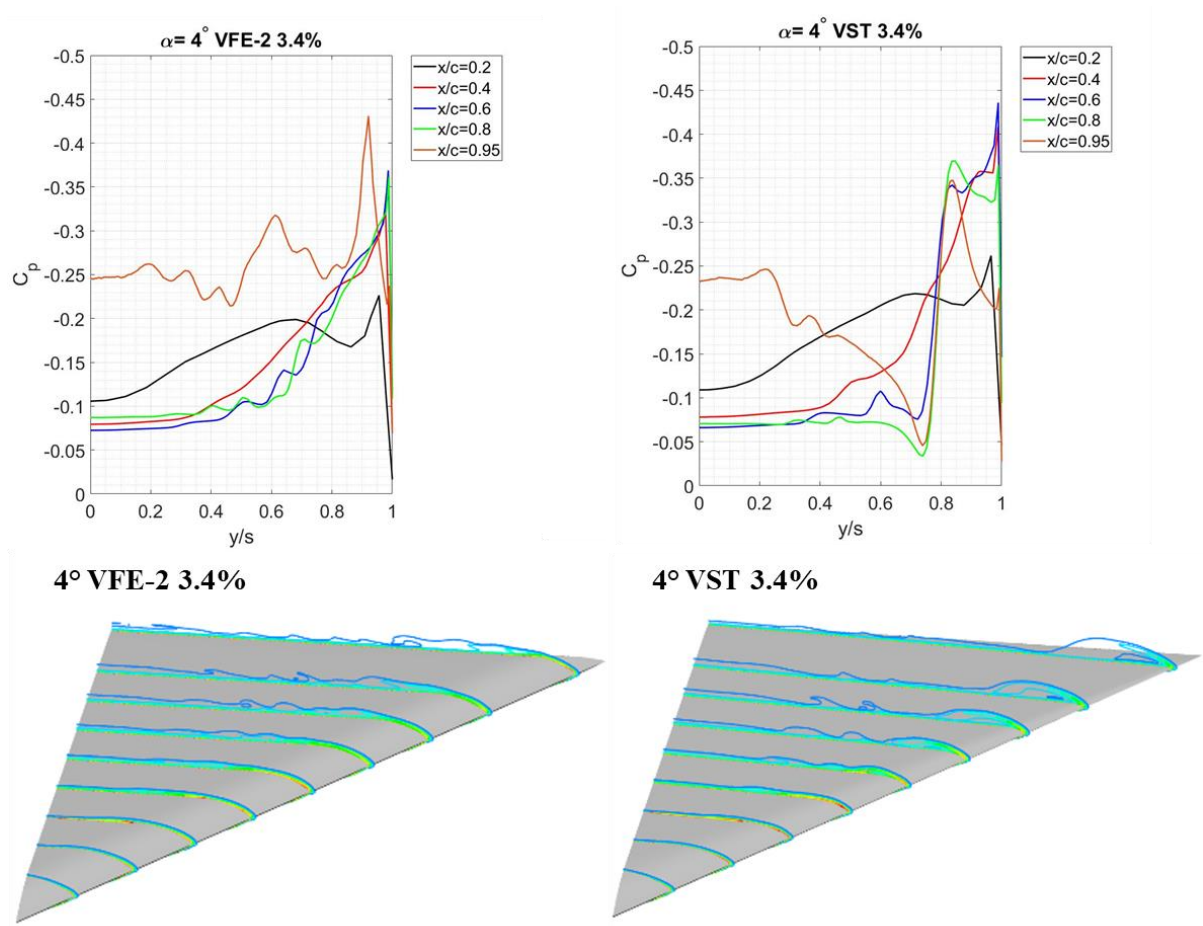 α= 4° VFE-2 3.4%
-0.5
-0.45
-0.4
-0.35
-0.3
-0.25
-0.2
-0.15
-0.1
-0.05
0
Cp
0 0.2 0.4 0.6 0.8 1
y/s
x/c=0.2
x/c=0.4
x/c=0.6
x/c=0.8
x/c=0.95
α= 4° VST 3.4%
-0.5
-0.45
-0.4
-0.35
-0.3
-0.25
-0.2
-0.15
-0.1
-0.05
0
Cp
0 0.2 0.4 0.6 0.8 1
y/s
x/c=0.2
x/c=0.4
x/c=0.6
x/c=0.8
x/c=0.95
4° VFE-2 3.4%
4° VST 3.4%